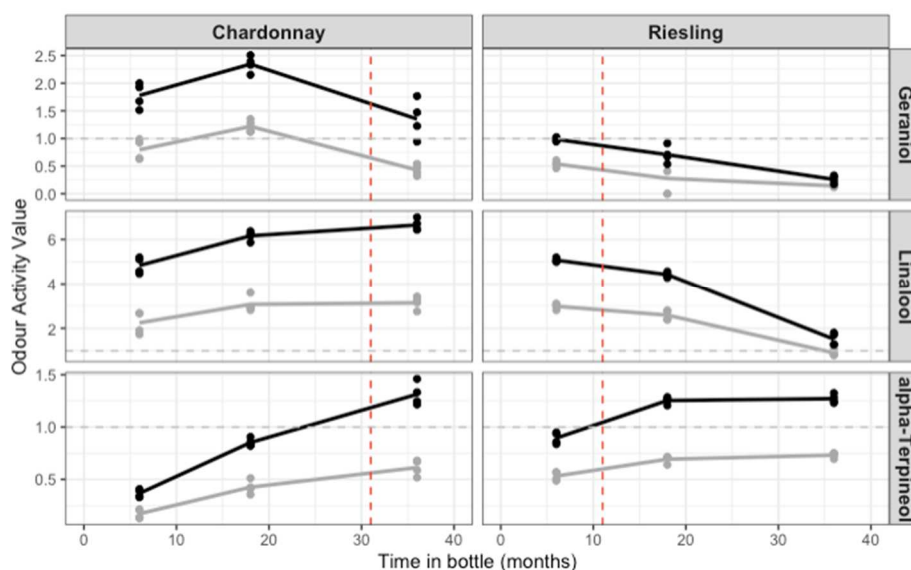 Chardonnay
Riesling
2.5
2.0
1.5
1.0
0.5
0.0
Geraniol
6
4
2
Linalool
1.5
1.0
0.5
alpha-Terpineol
Odour Activity Value
0 10 20 30 40
0 10 20 30 40
Time in bottle (months)